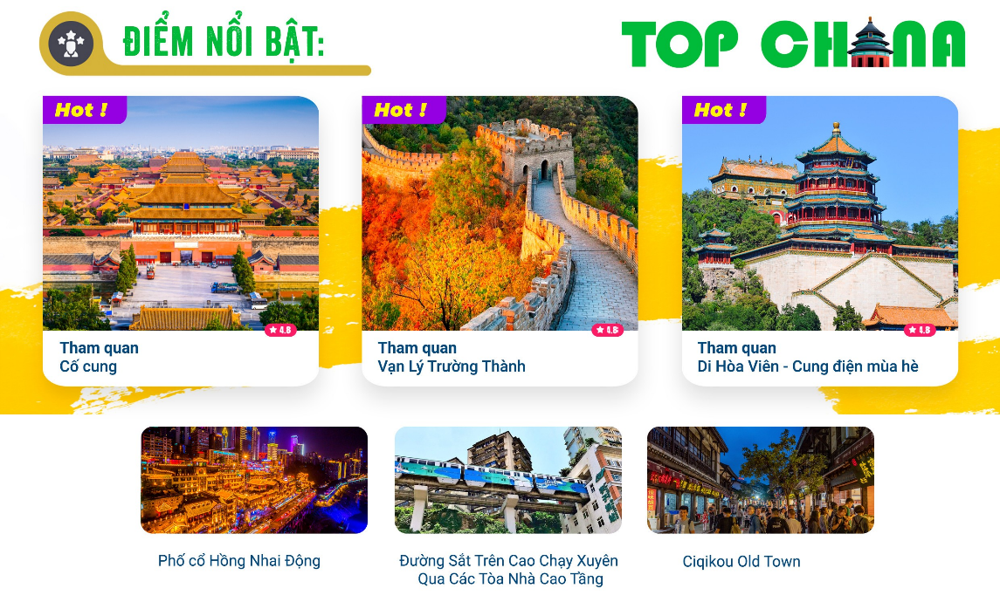 ĐIỂM NỔI BẬT:
TOP CHINA
Hot !
Hot !
Hot !
4.8
4.8
4.8
Tham quan
Cố cung
Tham quan
Vạn Lý Trường Thành
Tham quan
Di Hòa Viên - Cung điện mùa hè
Phố cổ Hồng Nhai Động
Đường Sắt Trên Cao Chạy Xuyên
Qua Các Tòa Nhà Cao Tầng
Ciqikou Old Town